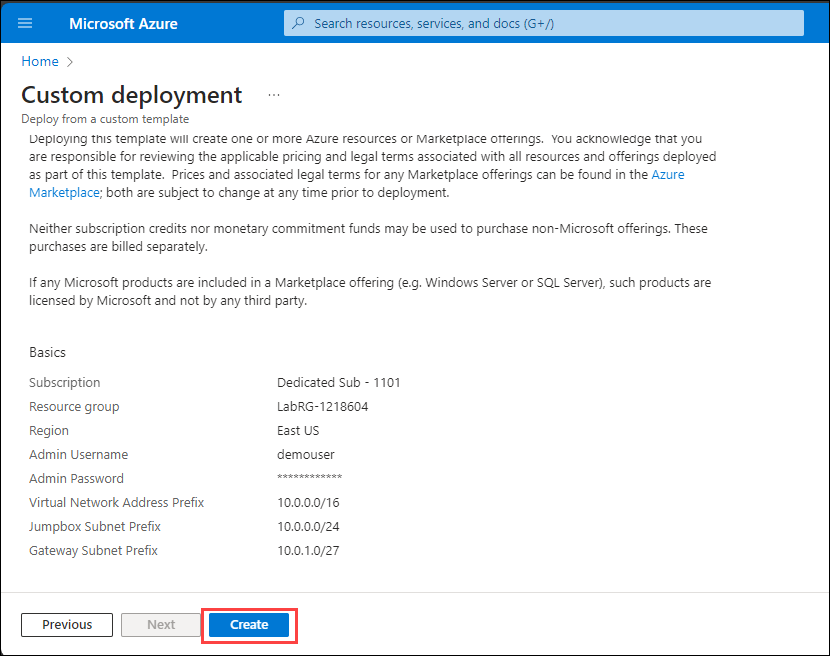 Microsoft Azure
Search resources, services, and docs (G+/)
Home
Custom deployment
...
Deploy from a custom template
Deploying this template will create one or more Azure resources or Marketplace offerings. You acknowledge that you
are responsible for reviewing the applicable pricing and legal terms associated with all resources and offerings deployed
as part of this template. Prices and associated legal terms for any Marketplace offerings can be found in the Azure
Marketplace; both are subject to change at any time prior to deployment.
Neither subscription credits nor monetary commitment funds may be used to purchase non-Microsoft offerings. These
purchases are billed separately.
If any Microsoft products are included in a Marketplace offering (e.g. Windows Server or SQL Server), such products are
licensed by Microsoft and not by any third party.
Basics
Subscription Dedicated Sub - 1101
Resource group LabRG-1218604
Region East US
Admin Username demouser
Admin Password ************
Virtual Network Address Prefix 10.0.0.0/16
Jumpbox Subnet Prefix 10.0.0.0/24
Gateway Subnet Prefix 10.0.1.0/27
Previous Next Create